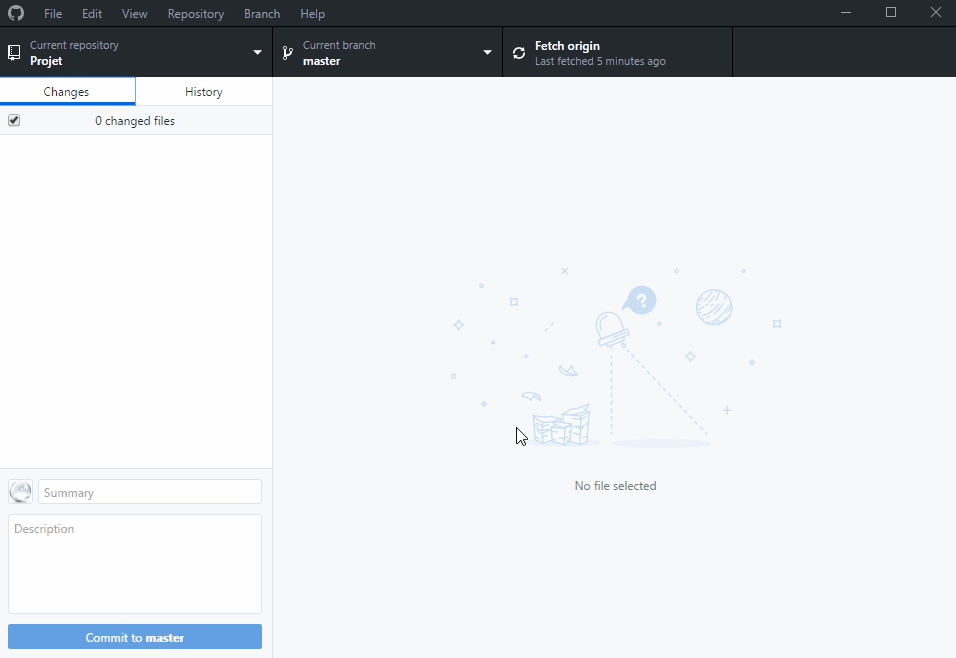 File Edit View Repository Branch Help
Current repository
Projet
Current branch
master
Fetch origin
Last fetched 5 minutes ago
Changes
History
0 changed files
?
No file selected
Summary
Description
Commit to master